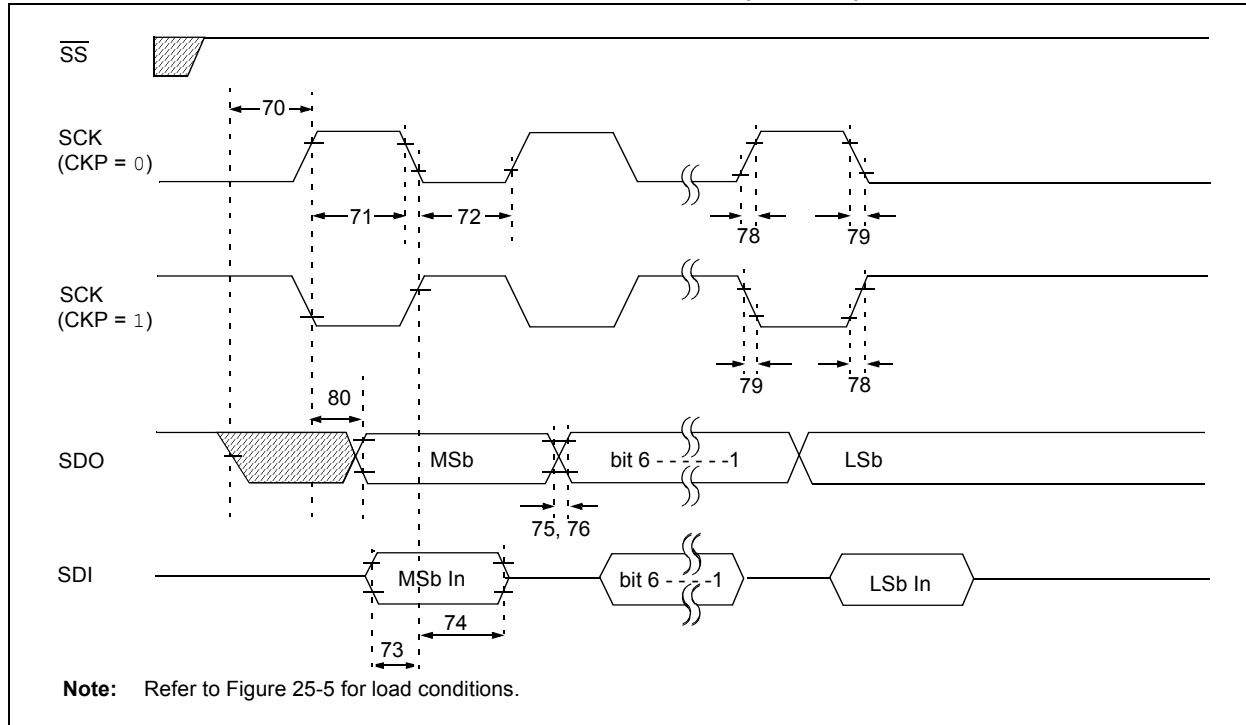 SS
70
SCK
(CKP = 0)
71
72
78
79
SCK
(CKP = 1)
79
78
80
SDO
MSb
bit 6 - - - - - -1
LSb
75, 76
SDI
MSb In
bit 6 - - - -1
LSb In
74
73
Note: Refer to Figure 25-5 for load conditions.